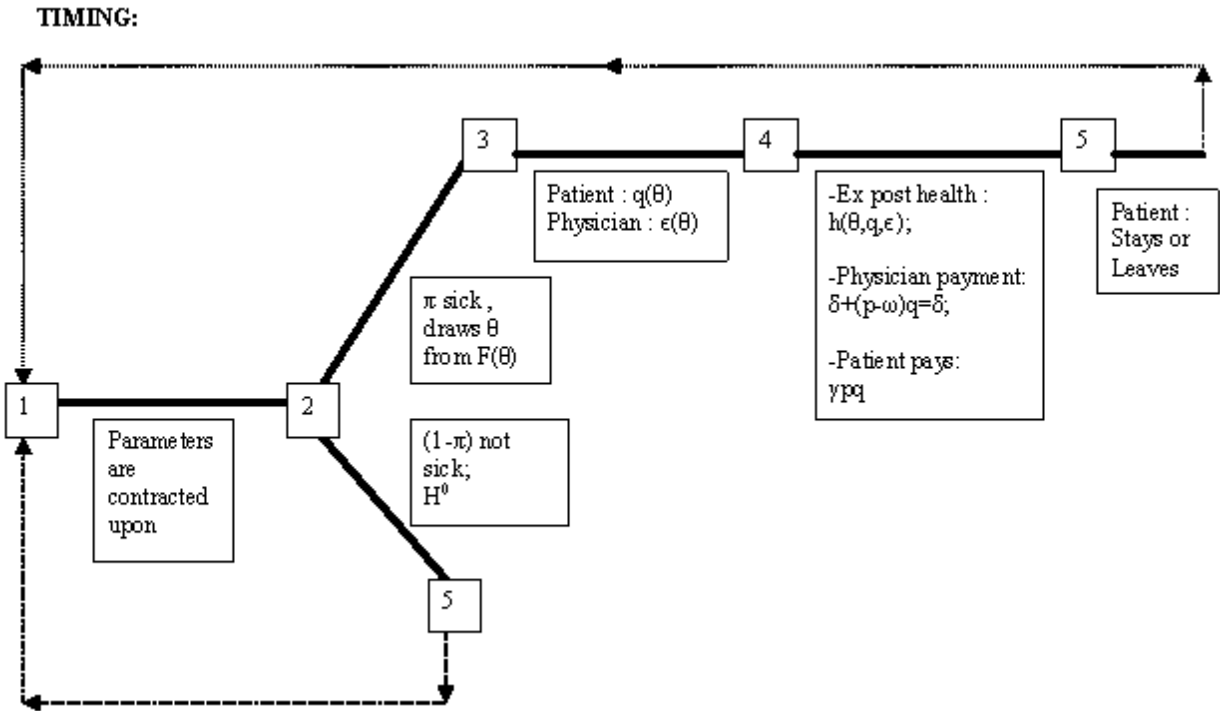 TIMING:
3
4
5
Patient : q(θ)
Physician : ϵ(θ)
-Ex post health :
h(θ,q,ϵ);
-Physician payment:
δ+(p-ω)q=δ;
-Patient pays:
γpq
Patient :
Stays or
Leaves
π sick ,
draws θ
from F(θ)
1
2
Parameters
are
contracted
upon
(1-π) not
sick;
H⁰
5